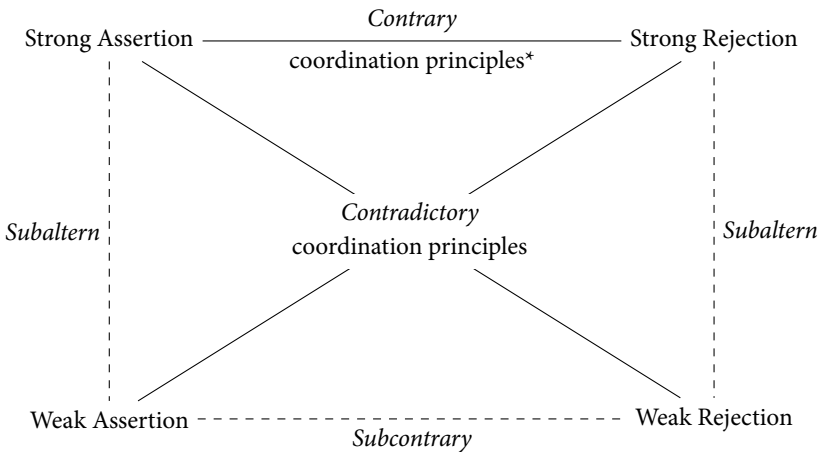 Contrary
Strong Assertion
Strong Rejection
coordination principles*
Contradictory
coordination principles
Subaltern
Subaltern
Weak Assertion
Weak Rejection
Subcontrary